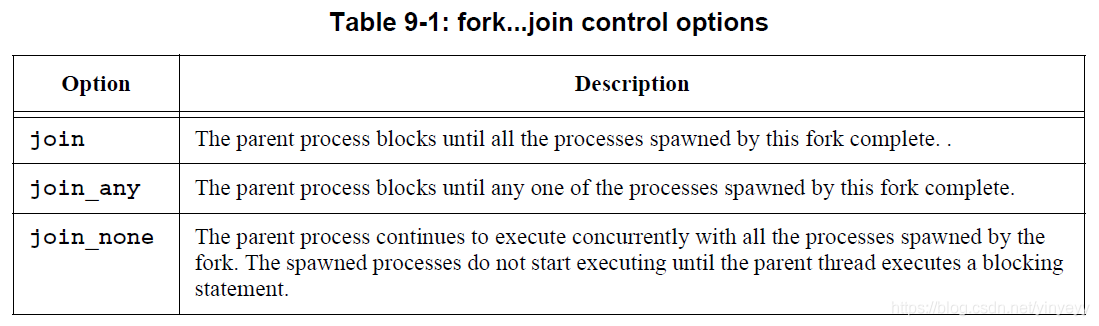 Table 9-1: fork...join control options
Option Description
join The parent process blocks until all the processes spawned by this fork complete. .
join_any The parent process blocks until any one of the processes spawned by this fork complete.
join_none The parent process continues to execute concurrently with all the processes spawned by the
fork. The spawned processes do not start executing until the parent thread executes a blocking
statement.
https://blog.csdn.net/yinyeyy